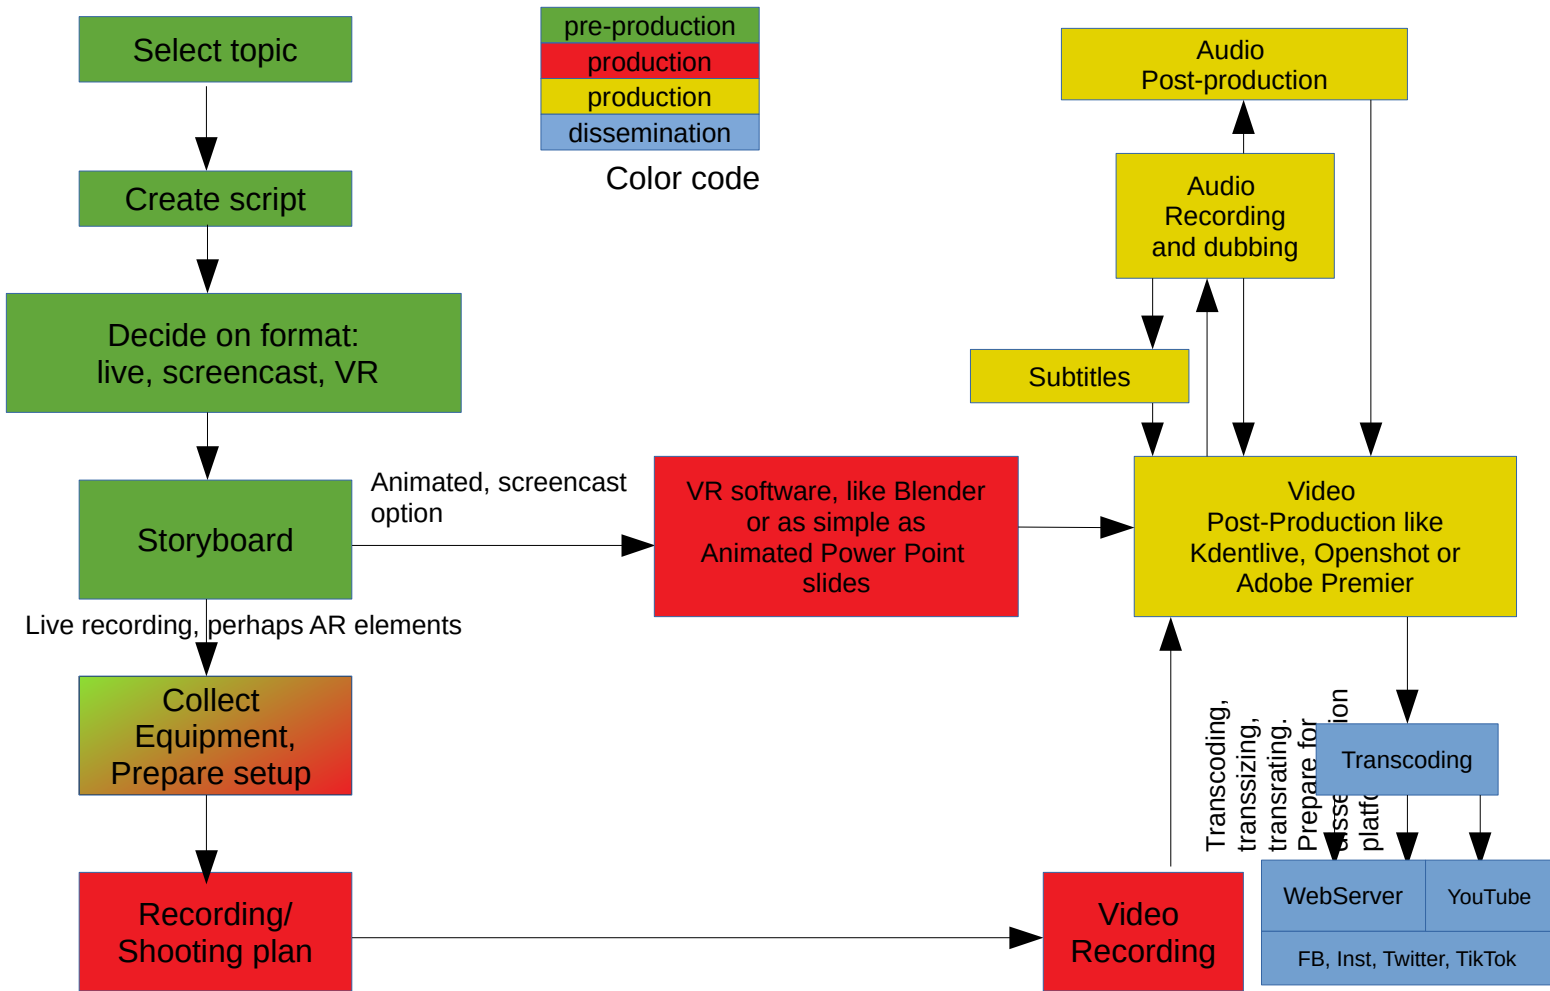 Select topic
Create script
Decide on format:
live, screencast, VR
Storyboard
Animated, screencast
option
Live recording, perhaps AR elements
Collect
Equipment,
Prepare setup
Recording/
Shooting plan
pre-production
production
production
dissemination
Color code
VR software, like Blender
or as simple as
Animated Power Point
slides
Audio
Post-production
Audio
Recording
and dubbing
Subtitles
Video
Post-Production like
Kdentlive, Openshot or
Adobe Premier
Video
Recording
Transcoding,
transsizing,
transrating.
Prepare for
Transcoding
WebServer
YouTube
FB, Inst, Twitter, TikTok